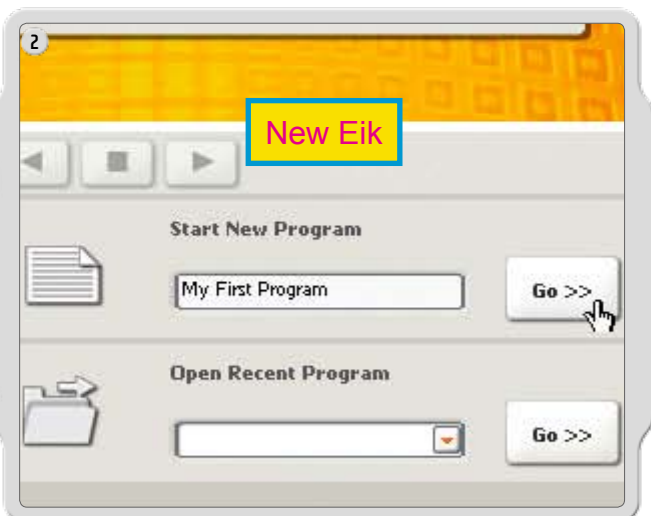 2
New Eik
Start New Program
My First Program
Go >>
Open Recent Program
Go >>